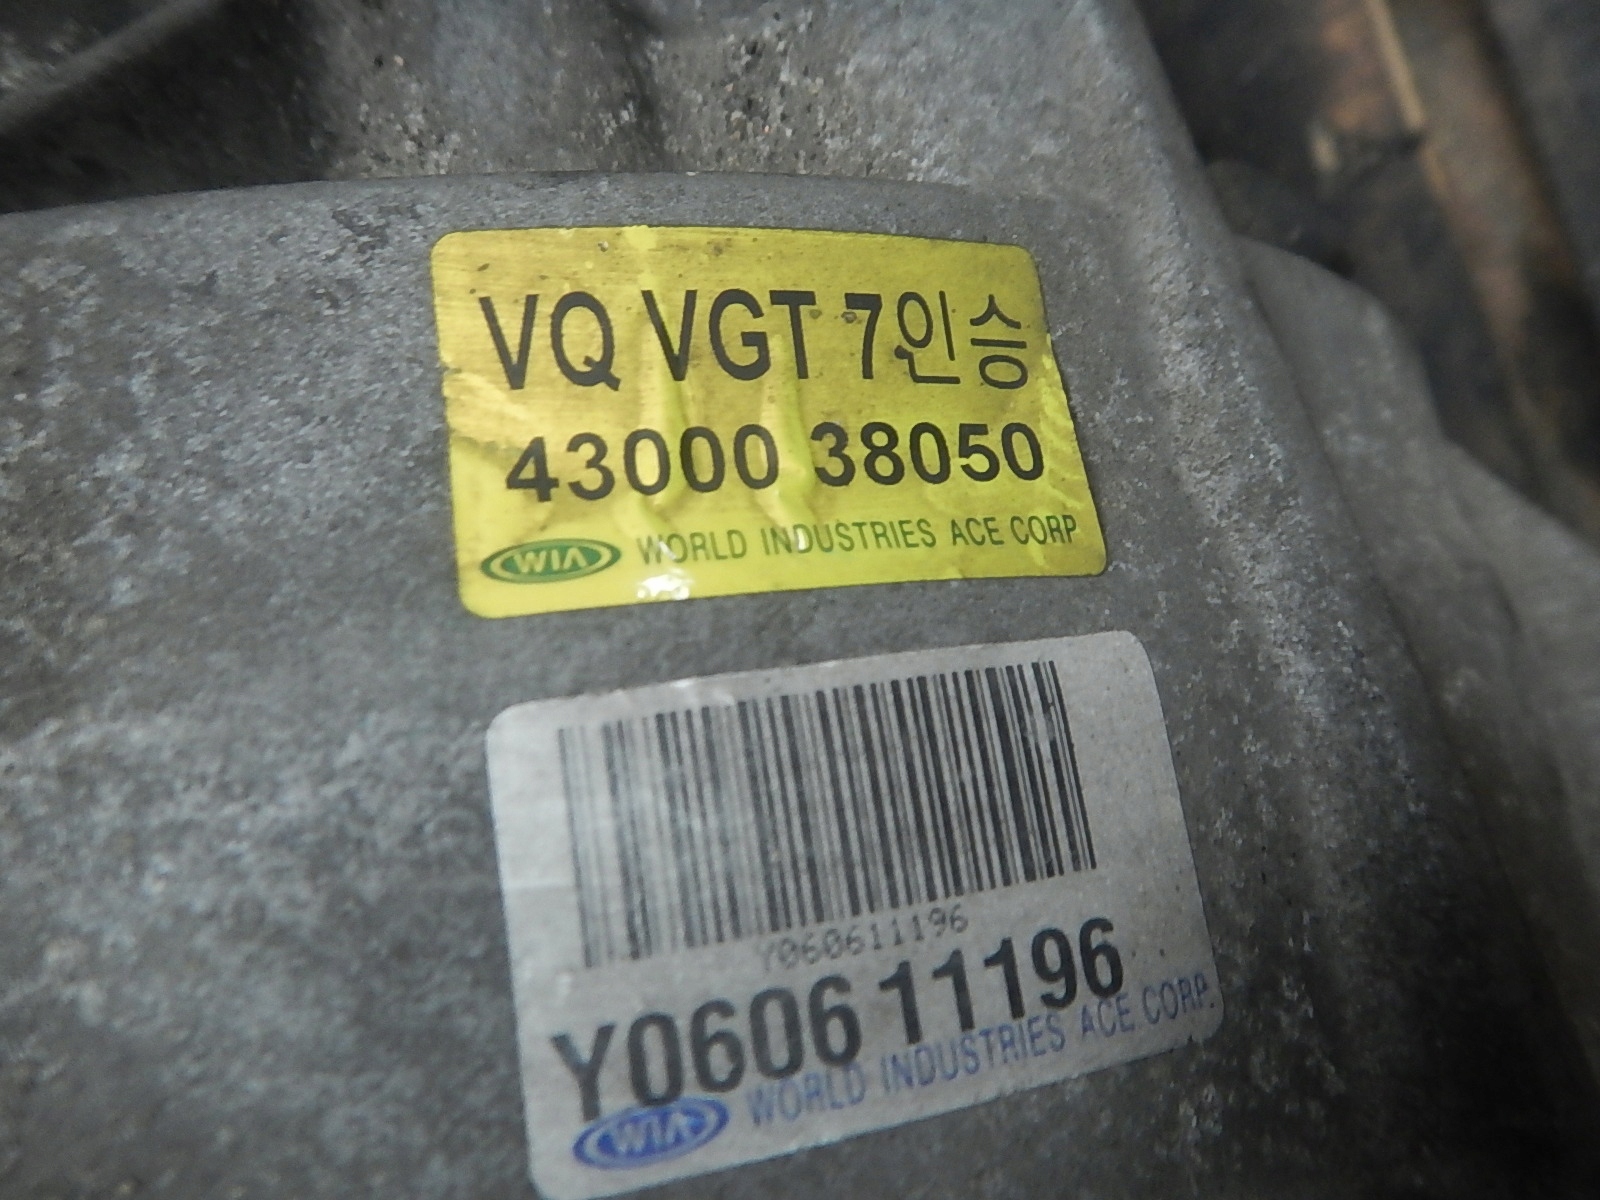 VQ VGT 7인승
43000 38050
WIA WORLD INDUSTRIES ACE CORP
Y060611196
Y0606 11196
WIA WORLD INDUSTRIES ACE CORP.